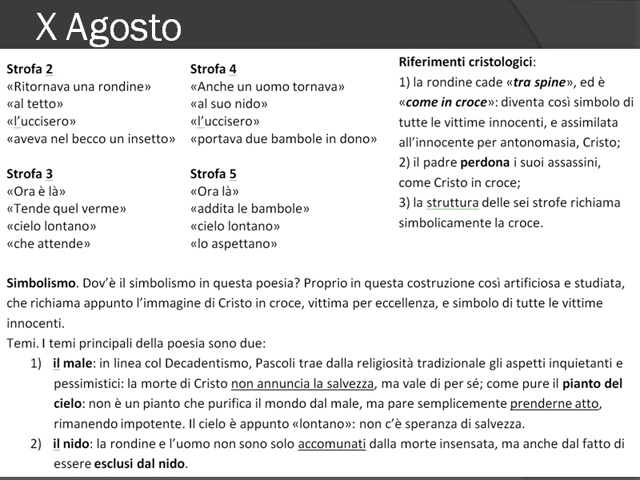 X Agosto
Strofa 2
«Ritornava una rondine»
«al tetto»
«l'uccisero»
«aveva nel becco un insetto»
Strofa 4
«Anche un uomo tornava»
«al suo nido»
«l'uccisero»
«portava due bambole in dono»
Strofa 3
«Ora è là»
«Tende quel verme»
«cielo lontano»
«che attende»
Strofa 5
«Ora là»
«addita le bambole»
«cielo lontano»
«lo aspettano»
Riferimenti cristologici:
1) la rondine cade «tra spine», ed è
«come in croce»: diventa così simbolo di
tutte le vittime innocenti, e assimilata
all'innocente per antonomasia, Cristo;
2) il padre perdona i suoi assassini,
come Cristo in croce;
3) la struttura delle sei strofe richiama
simbolicamente la croce.
Simbolismo. Dov'è il simbolismo in questa poesia? Proprio in questa costruzione così artificiosa e studiata,
che richiama appunto l'immagine di Cristo in croce, vittima per eccellenza, e simbolo di tutte le vittime
innocenti.
Temi. I temi principali della poesia sono due:
1) il male: in linea col Decadentismo, Pascoli trae dalla religiosità tradizionale gli aspetti inquietanti e
pessimistici: la morte di Cristo non annuncia la salvezza, ma vale di per sé; come pure il pianto del
cielo: non è un pianto che purifica il mondo dal male, ma pare semplicemente prenderne atto,
rimanendo impotente. Il cielo è appunto «lontano»: non c'è speranza di salvezza.
2) il nido: la rondine e l'uomo non sono solo accomunati dalla morte insensata, ma anche dal fatto di
essere esclusi dal nido.